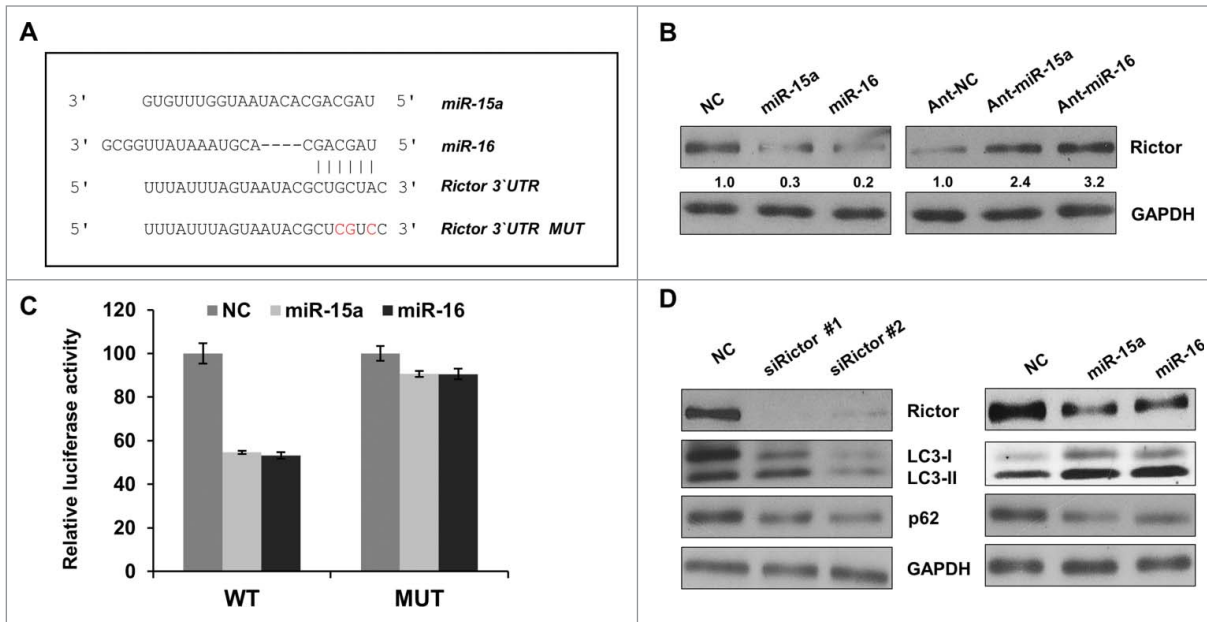 A
3' GUGUUUGGUAAUACACGACGAU 5' miR-15a
3' GCGGUUAUAAAUGCA----CGACGAU 5' miR-16
||||||
5' UUUAUUUAGUAAUACGCUGCUAC 3' Rictor 3`UTR
5' UUUAUUUAGUAAUACGCUCGUCC 3' Rictor 3`UTR MUT
B
NC miR-15a miR-16 Ant-NC Ant-miR-15a Ant-miR-16
Rictor
1.0 0.3 0.2 1.0 2.4 3.2
GAPDH
C
NC miR-15a miR-16
Relative luciferase activity
120
100
80
60
40
20
0
WT MUT
D
NC siRictor #1 siRictor #2 NC miR-15a miR-16
Rictor
LC3-I
LC3-II
p62
GAPDH